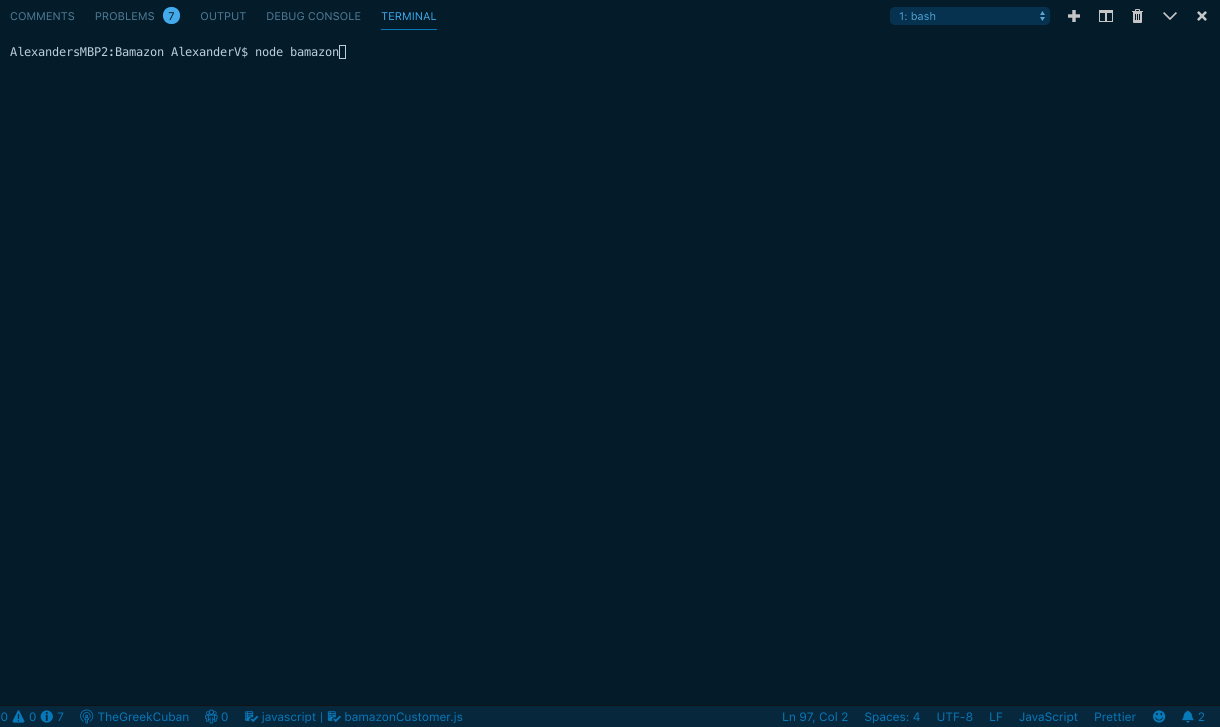 COMMENTS PROBLEMS 7 OUTPUT DEBUG CONSOLE TERMINAL 1: bash
AlexandersMBP2:Bamazon AlexanderV$ node bamazon
0 0 7 TheGreekCuban 0 javascript | bamazonCustomer.js Ln 97, Col 2 Spaces: 4 UTF-8 LF JavaScript Prettier 2